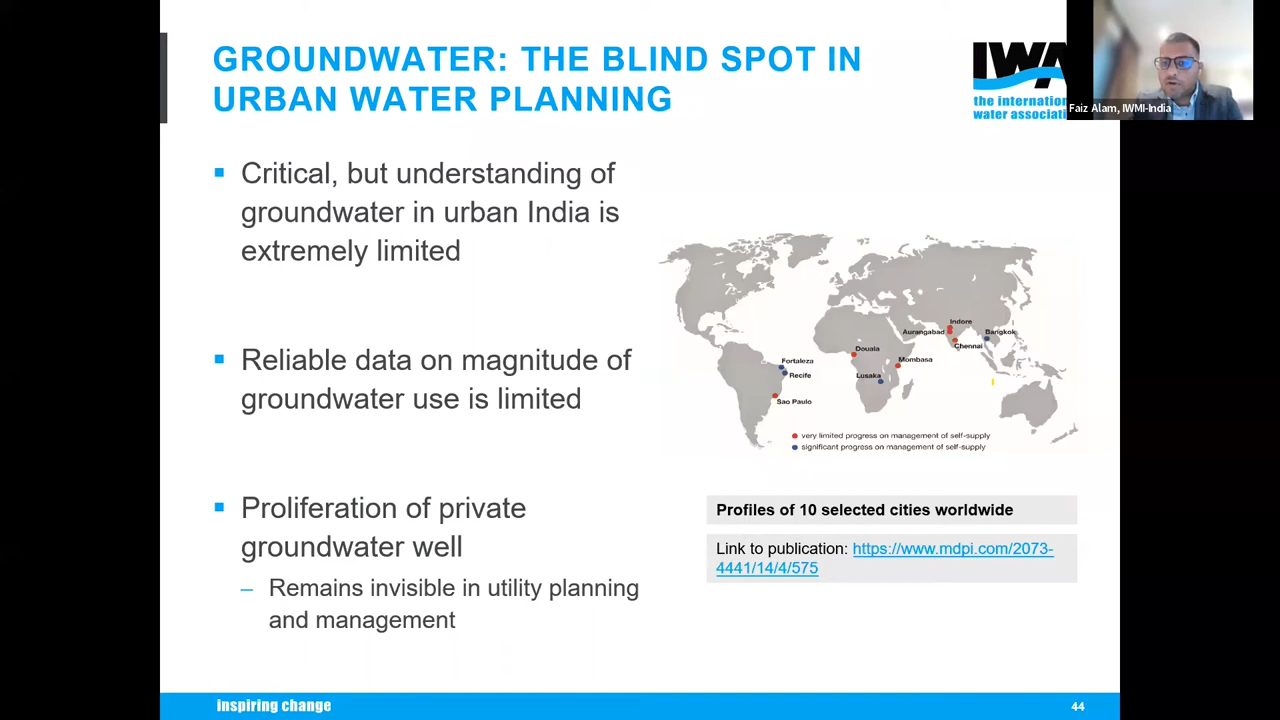 GROUNDWATER: THE BLIND SPOT IN
URBAN WATER PLANNING
IWA
the internation
water associati
Faiz Alam, IWMI-India
▪ Critical, but understanding of
groundwater in urban India is
extremely limited
▪ Reliable data on magnitude of
groundwater use is limited
▪ Proliferation of private
groundwater well
– Remains invisible in utility planning
and management
Indore
Aurangabad
Bangkok
Chennai
Douala
Mombasa
Fortaleza
Recife
Lusaka
Sao Paulo
very limited progress on management of self-supply
significant progress on management of self-supply
Profiles of 10 selected cities worldwide
Link to publication: https://www.mdpi.com/2073-
4441/14/4/575
inspiring change
44